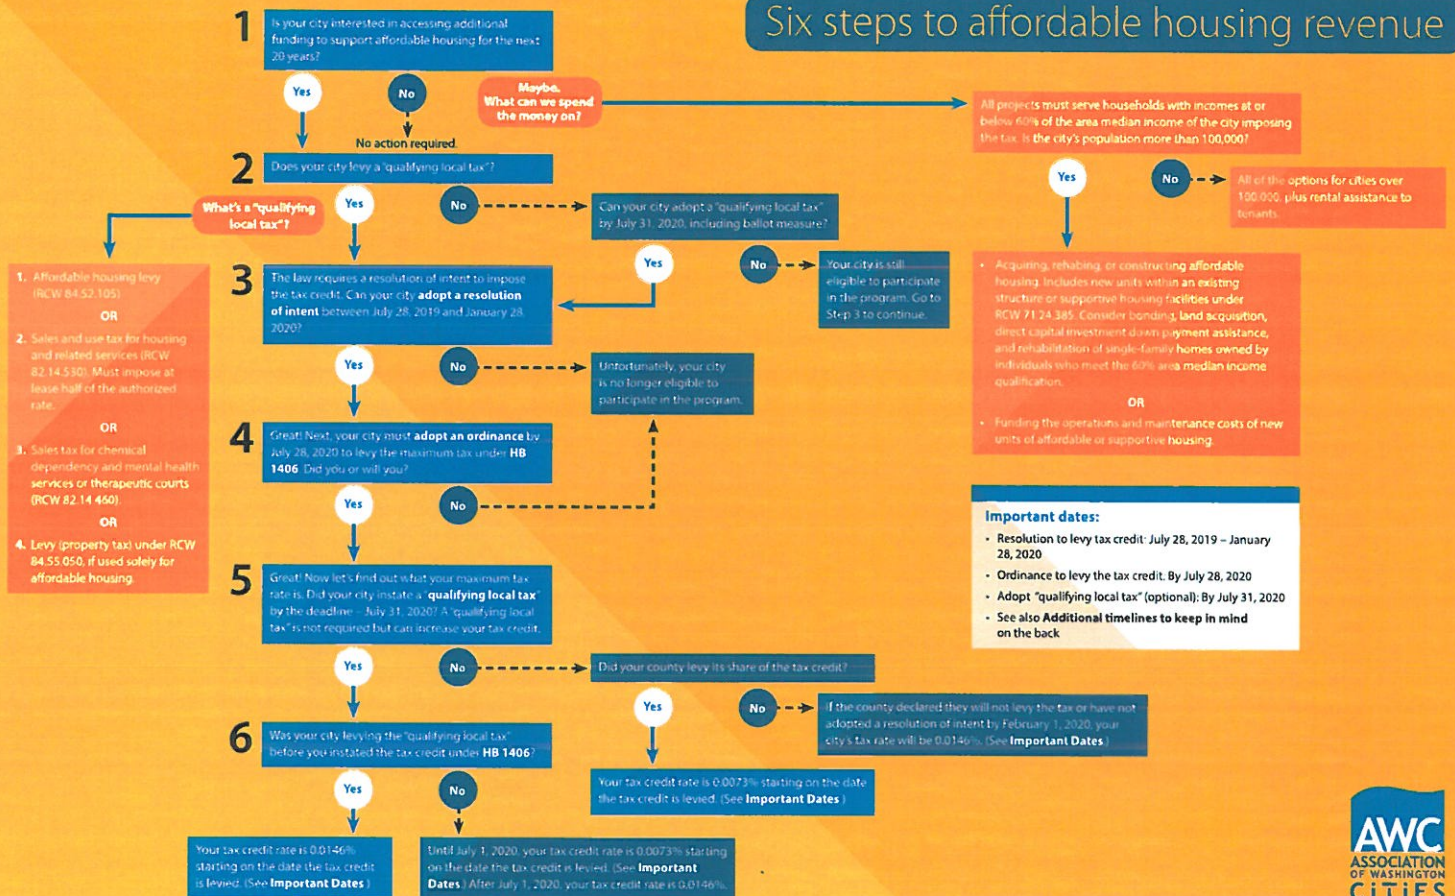 Six steps to affordable housing revenue
1
Is your city interested in accessing additional
funding to support affordable housing for the next
20 years?
Yes
No
No action required.
Maybe.
What can we spend
the money on?
All projects must serve households with incomes at or
below 60% of the area median income of the city imposing
the tax. Is the city's population more than 100,000?
Yes
No
All of the options for cities over
100,000, plus rental assistance to
tenants.
• Acquiring, rehabing, or constructing affordable
housing. Includes new units within an existing
structure or supportive housing facilities under
RCW 71.24.385. Consider bonding, land acquisition,
direct capital investment down payment assistance,
and rehabilitation of single-family homes owned by
individuals who meet the 60% area median income
qualification.
OR
• Funding the operations and maintenance costs of new
units of affordable or supportive housing.
2
Does your city levy a "qualifying local tax"?
Yes
No
What's a "qualifying
local tax"?
1. Affordable housing levy
(RCW 84.52.105)
OR
2. Sales and use tax for housing
and related services (RCW
82.14.530). Must impose at
lease half of the authorized
rate.
OR
3. Sales tax for chemical
dependency and mental health
services or therapeutic courts
(RCW 82.14.460).
OR
4. Levy (property tax) under RCW
84.55.050, if used solely for
affordable housing.
Can your city adopt a "qualifying local tax"
by July 31, 2020, including ballot measure?
Yes
No
Your city is still
eligible to participate
in the program. Go to
Step 3 to continue.
3
The law requires a resolution of intent to impose
the tax credit. Can your city adopt a resolution
of intent between July 28, 2019 and January 28,
2020?
Yes
No
Unfortunately, your city
is no longer eligible to
participate in the program.
4
Great! Next, your city must adopt an ordinance by
July 28, 2020 to levy the maximum tax under HB
1406. Did you or will you?
Yes
No
5
Great! Now let's find out what your maximum tax
rate is. Did your city instate a "qualifying local tax"
by the deadline – July 31, 2020? A "qualifying local
tax" is not required but can increase your tax credit.
Yes
No
Did your county levy its share of the tax credit?
Yes
No
If the county declared they will not levy the tax or have not
adopted a resolution of intent by February 1, 2020, your
city's tax rate will be 0.0146%. (See Important Dates.)
Your tax credit rate is 0.0073% starting on the date
the tax credit is levied. (See Important Dates.)
6
Was your city levying the "qualifying local tax"
before you instated the tax credit under HB 1406?
Yes
No
Your tax credit rate is 0.0146%
starting on the date the tax credit
is levied. (See Important Dates.)
Until July 1, 2020, your tax credit rate is 0.0073% starting
on the date the tax credit is levied. (See Important
Dates.) After July 1, 2020, your tax credit rate is 0.0146%.
Important dates:
• Resolution to levy tax credit: July 28, 2019 – January
28, 2020
• Ordinance to levy the tax credit. By July 28, 2020
• Adopt "qualifying local tax" (optional): By July 31, 2020
• See also Additional timelines to keep in mind
on the back
AWC
ASSOCIATION
OF WASHINGTON
CITIES